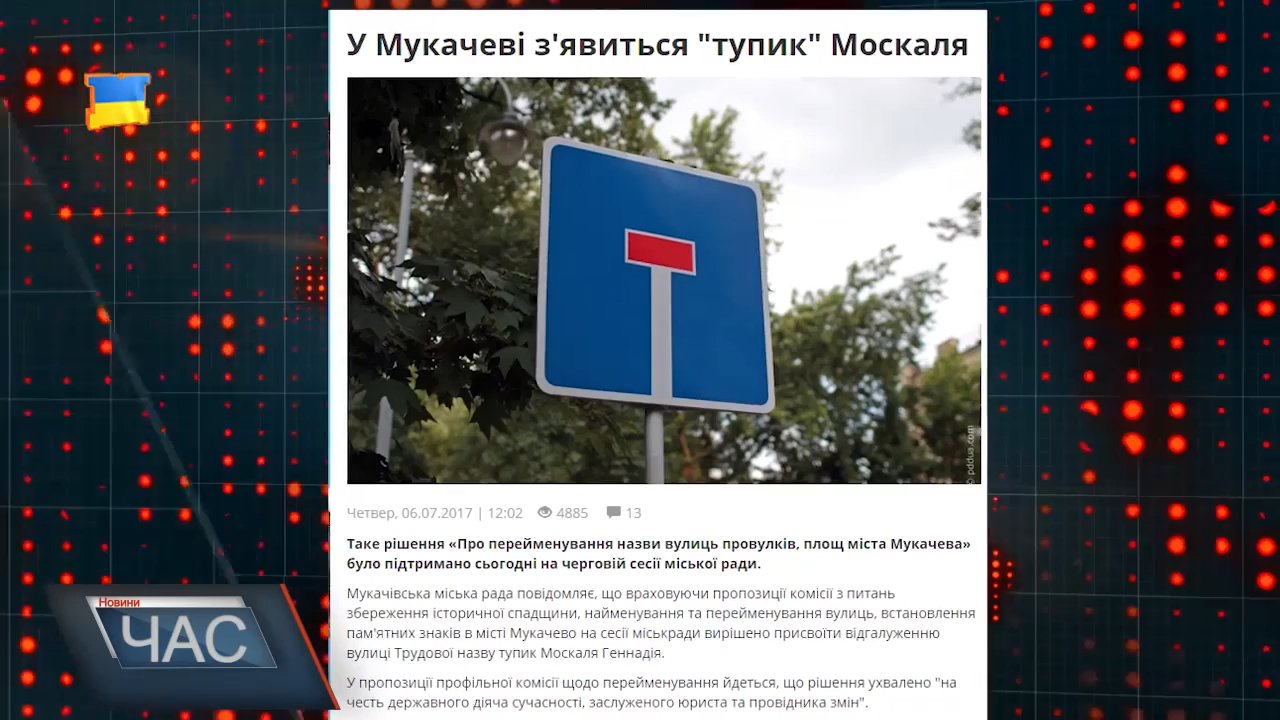 У Мукачеві з'явиться "тупик" Москаля
© pddua.com
Четвер, 06.07.2017 | 12:02 4885 13
Таке рішення «Про перейменування назви вулиць провулків, площ міста Мукачева»
було підтримано сьогодні на черговій сесії міської ради.
Мукачівська міська рада повідомляє, що враховуючи пропозиції комісії з питань
збереження історичної спадщини, найменування та перейменування вулиць, встановлення
пам'ятних знаків в місті Мукачево на сесії міськради вирішено присвоїти відгалуженню
вулиці Трудової назву тупик Москаля Геннадія.
У пропозиції профільної комісії щодо перейменування йдеться, що рішення ухвалено "на
честь державного діяча сучасності, заслуженого юриста та провідника змін".
Новини
ЧАС